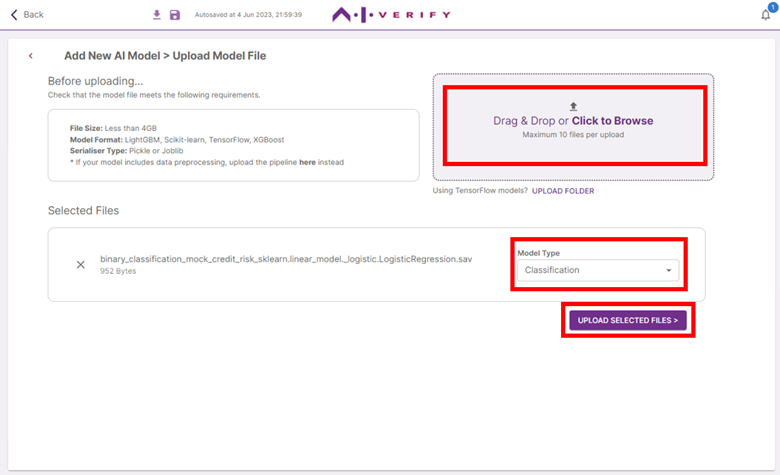 Back
Autosaved at 4 Jun 2023, 21:59:39
A·I·VERIFY
1
Add New AI Model > Upload Model File
Before uploading...
Check that the model file meets the following requirements.
File Size: Less than 4GB
Model Format: LightGBM, Scikit-learn, TensorFlow, XGBoost
Serialiser Type: Pickle or Joblib
* If your model includes data preprocessing, upload the pipeline here instead
Drag & Drop or Click to Browse
Maximum 10 files per upload
Using TensorFlow models? UPLOAD FOLDER
Selected Files
binary_classification_mock_credit_risk_sklearn.linear_model._logistic.LogisticRegression.sav
952 Bytes
Model Type
Classification
UPLOAD SELECTED FILES >